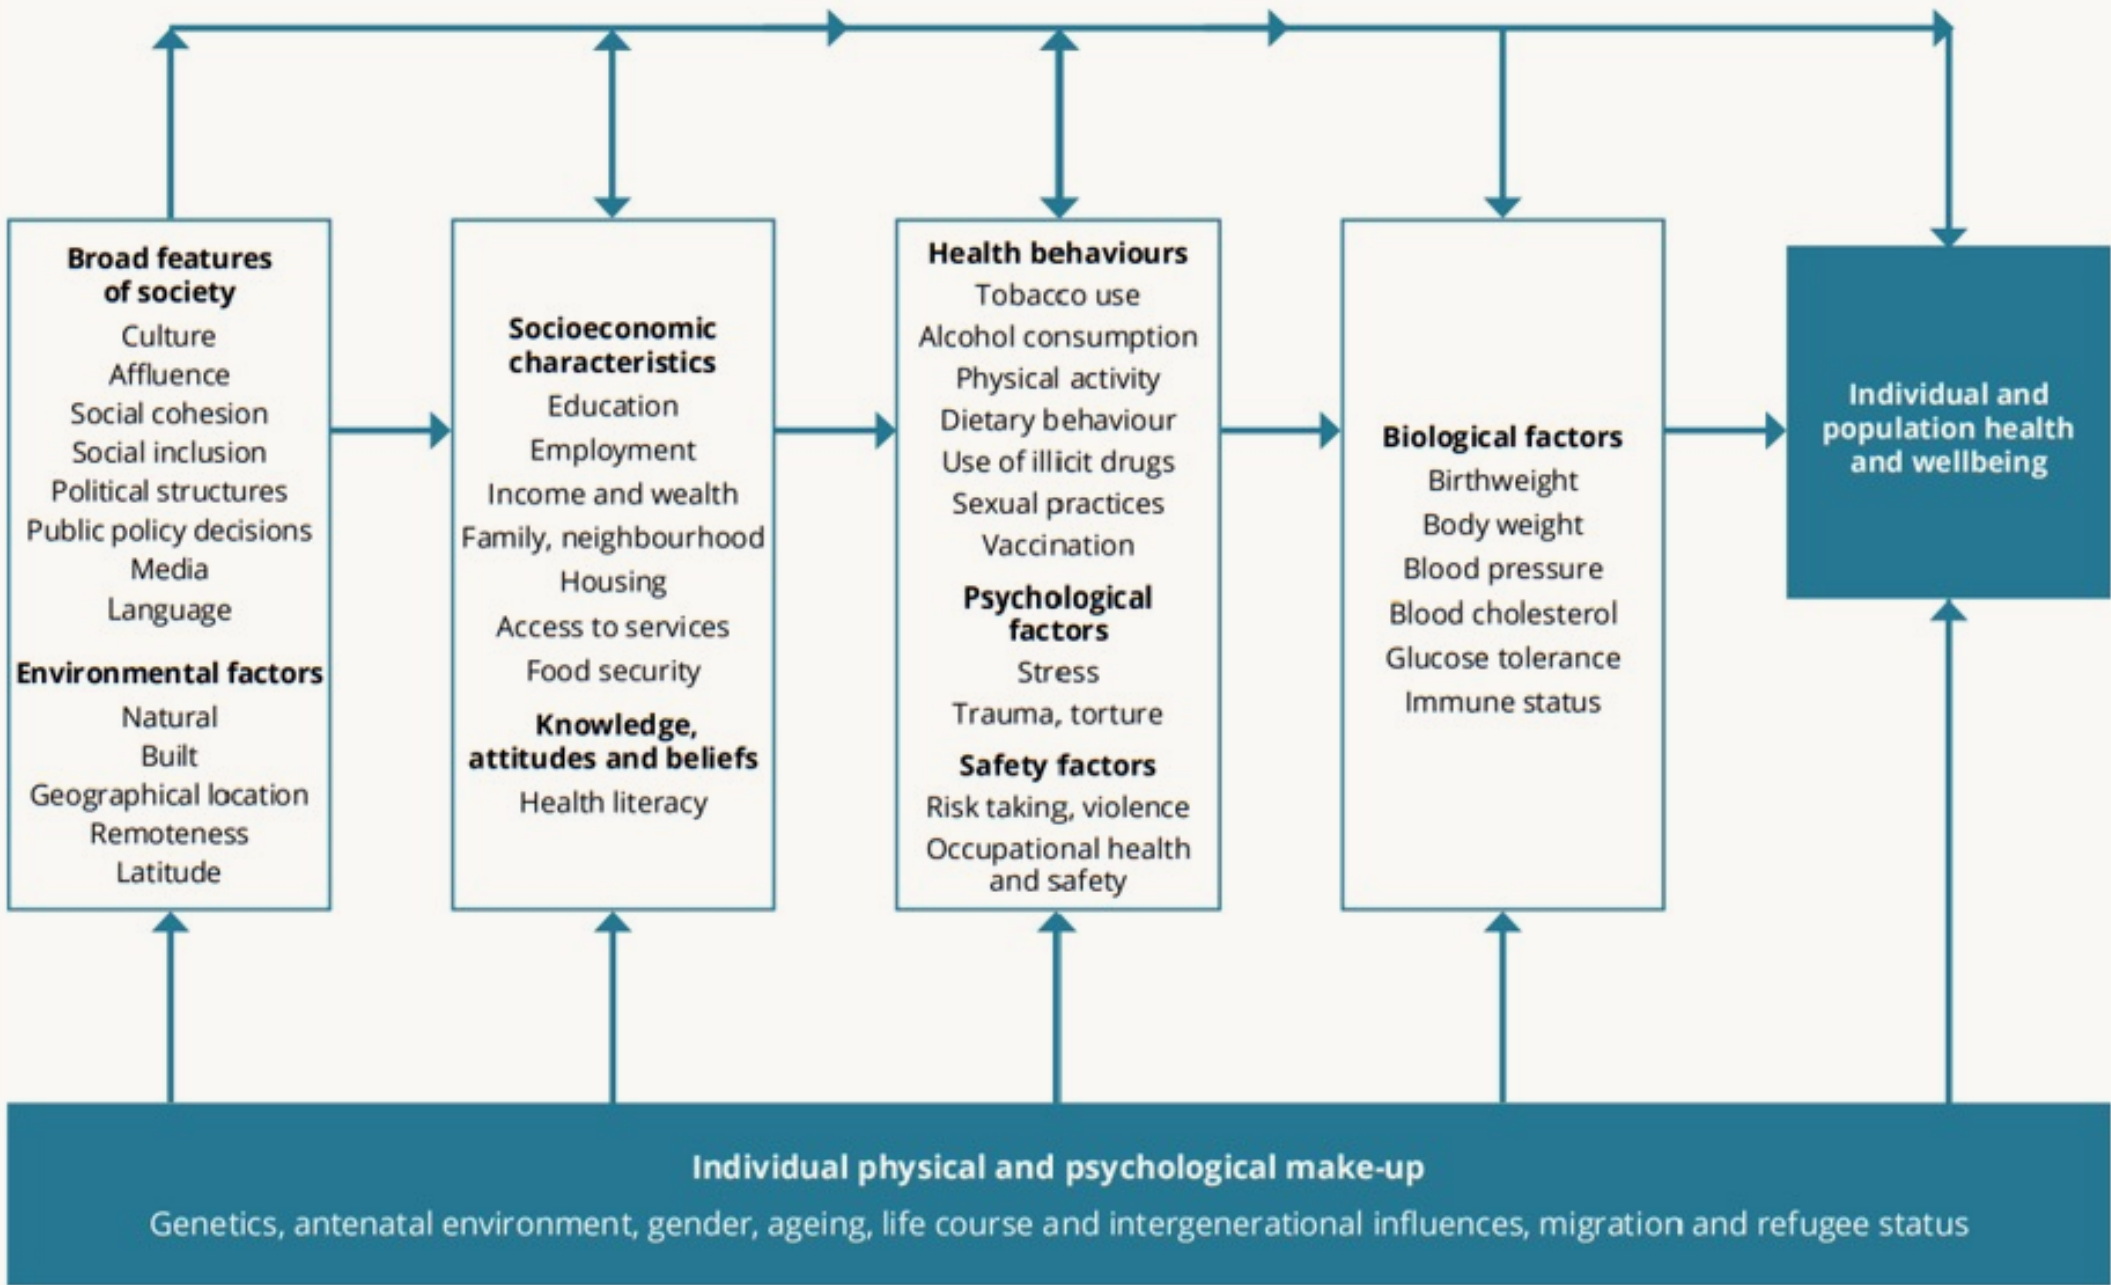 Broad features
of society
Culture
Affluence
Social cohesion
Social inclusion
Political structures
Public policy decisions
Media
Language
Environmental factors
Natural
Built
Geographical location
Remoteness
Latitude
Socioeconomic
characteristics
Education
Employment
Income and wealth
Family, neighbourhood
Housing
Access to services
Food security
Knowledge,
attitudes and beliefs
Health literacy
Health behaviours
Tobacco use
Alcohol consumption
Physical activity
Dietary behaviour
Use of illicit drugs
Sexual practices
Vaccination
Psychological
factors
Stress
Trauma, torture
Safety factors
Risk taking, violence
Occupational health
and safety
Biological factors
Birthweight
Body weight
Blood pressure
Blood cholesterol
Glucose tolerance
Immune status
Individual and
population health
and wellbeing
Individual physical and psychological make-up
Genetics, antenatal environment, gender, ageing, life course and intergenerational influences, migration and refugee status